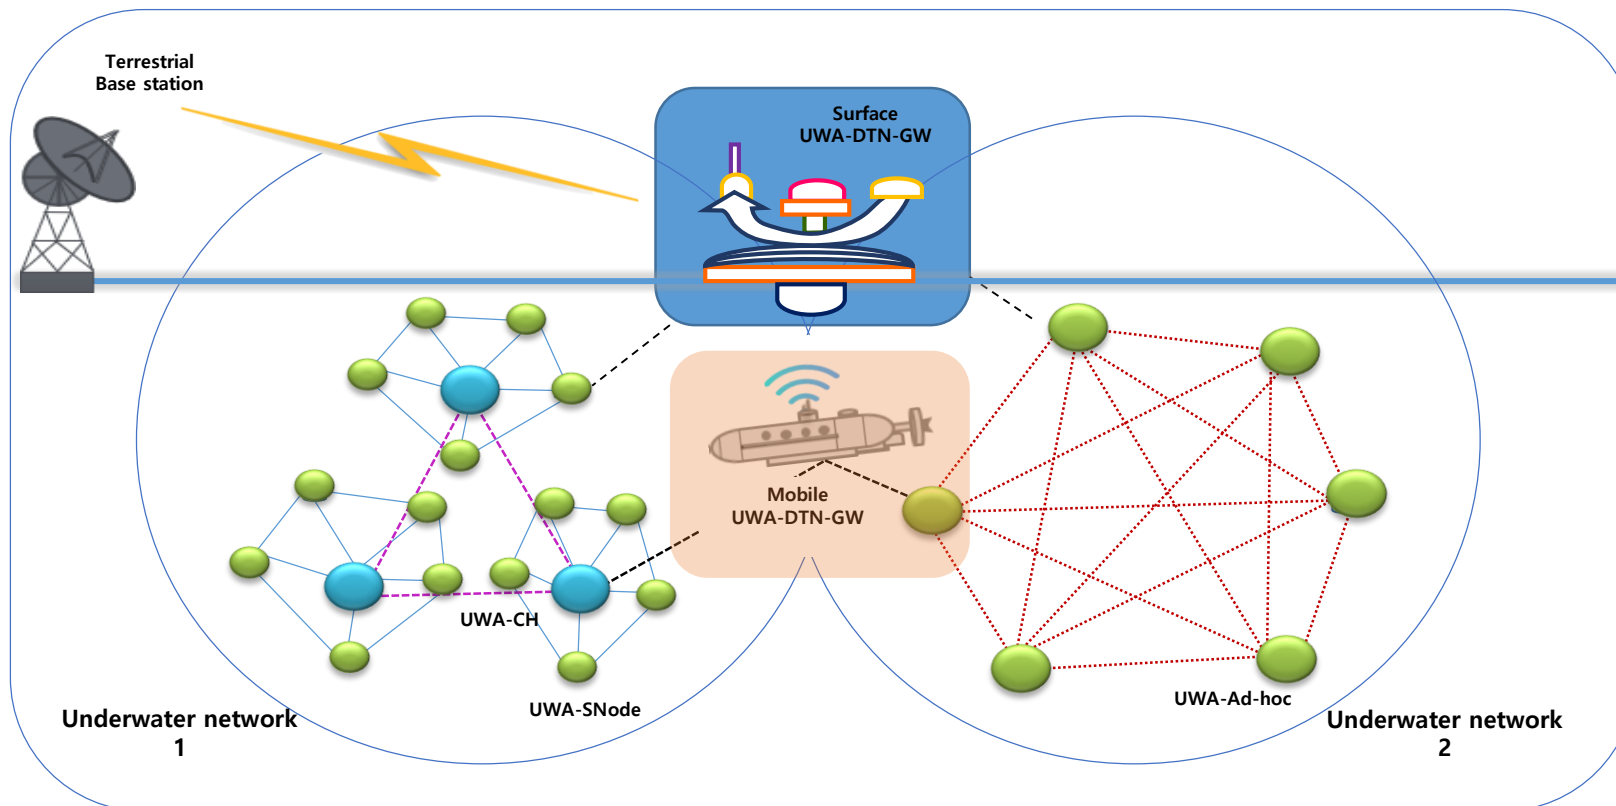 Terrestrial
Base station
Surface
UWA-DTN-GW
Mobile
UWA-DTN-GW
UWA-CH
UWA-SNode
UWA-Ad-hoc
Underwater network
1
Underwater network
2